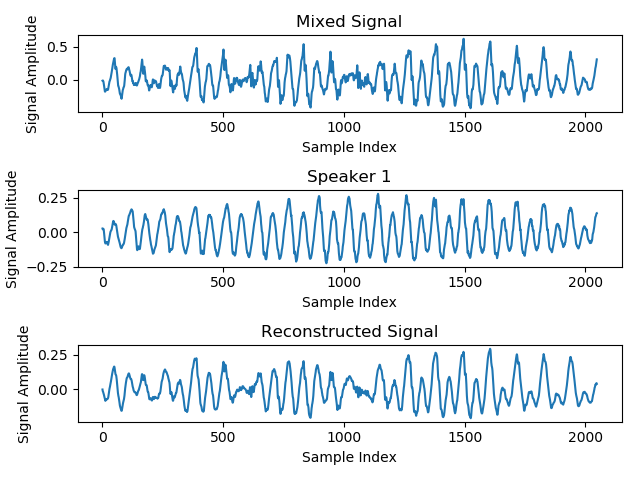 Mixed Signal
Signal Amplitude
0.5
0.0
0 500 1000 1500 2000
Sample Index
Speaker 1
Signal Amplitude
0.25
0.00
−0.25
0 500 1000 1500 2000
Sample Index
Reconstructed Signal
Signal Amplitude
0.25
0.00
0 500 1000 1500 2000
Sample Index